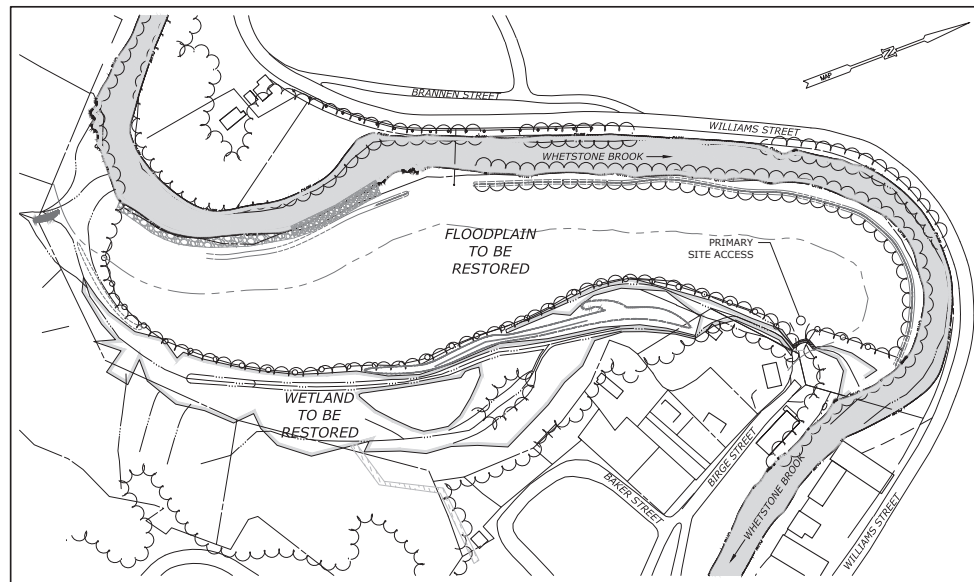 BRANNEN STREET
MAP
N
WILLIAMS STREET
WHETSTONE BROOK
FLOODPLAIN
TO BE
RESTORED
PRIMARY
SITE ACCESS
WETLAND
TO BE
RESTORED
BAKER STREET
BIRGE STREET
WHETSTONE BROOK
WILLIAMS STREET